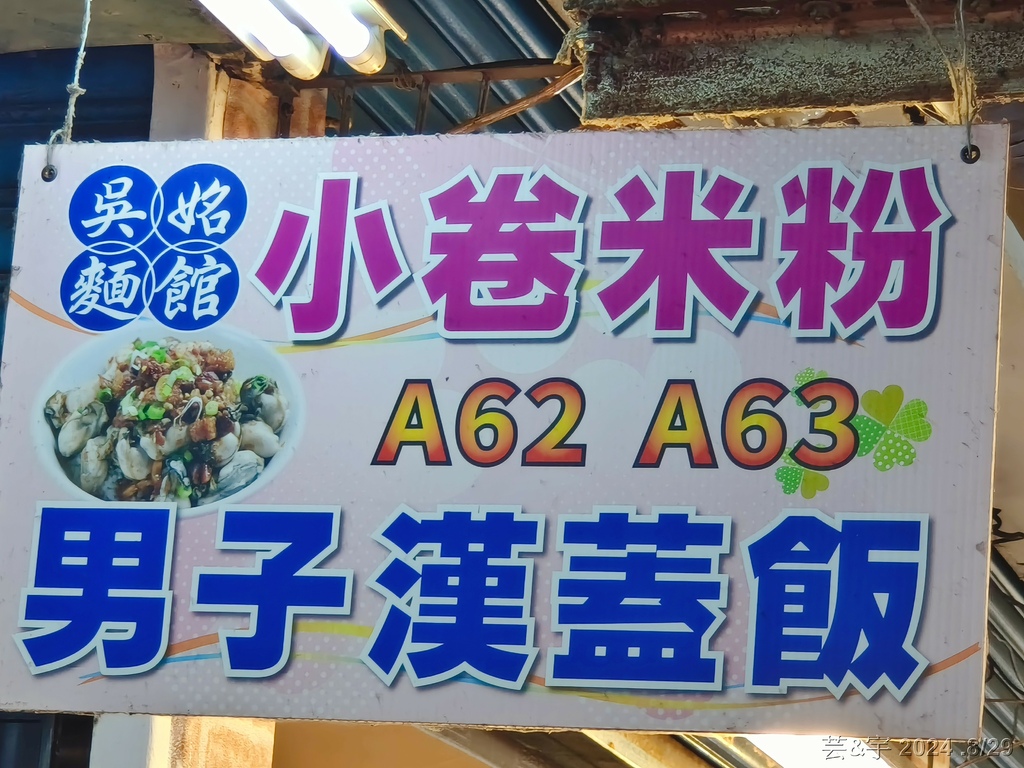 吳姳
麵館
小卷米粉
A62 A63
男子漢蓋飯
芸&宇 2024 .8/29